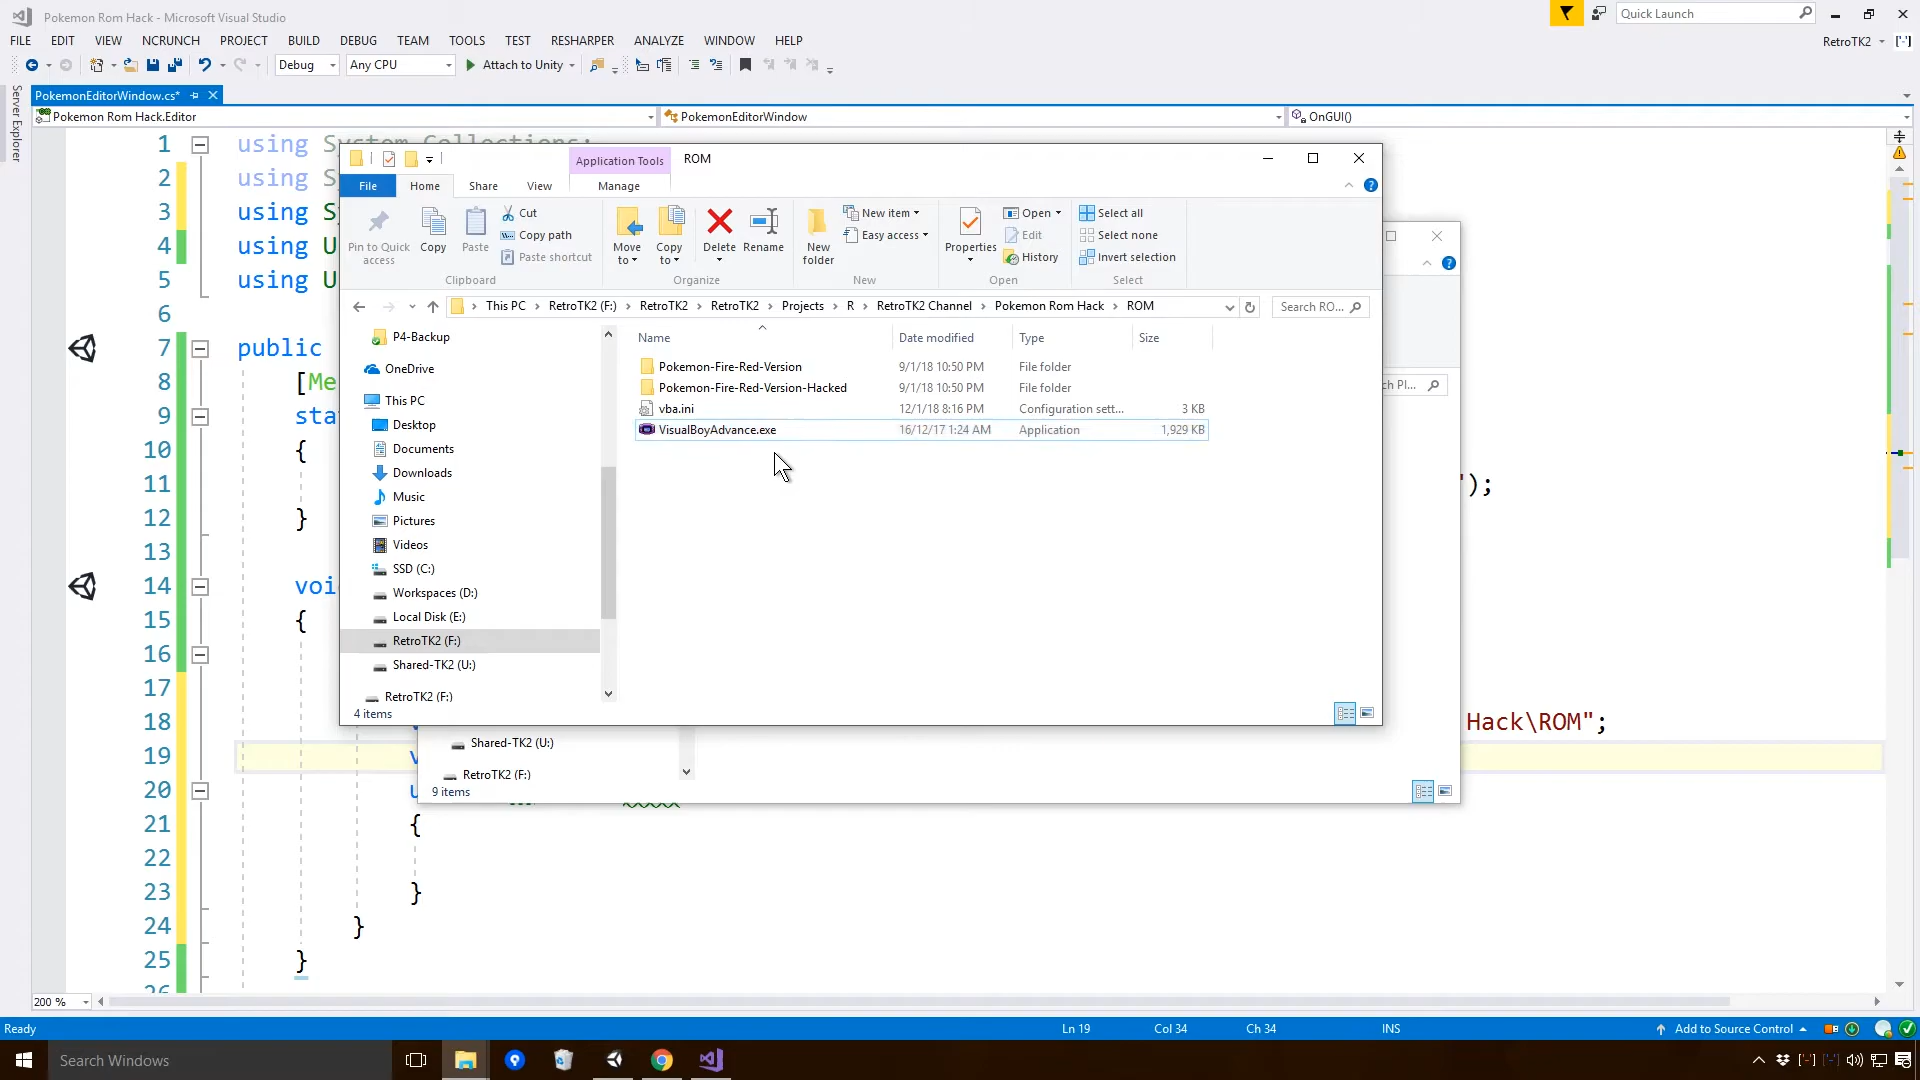 Pokemon Rom Hack - Microsoft Visual Studio
Quick Launch
FILE EDIT VIEW NCRUNCH PROJECT BUILD DEBUG TEAM TOOLS TEST RESHARPER ANALYZE WINDOW HELP
RetroTK2
Debug Any CPU Attach to Unity
Server Explorer
PokemonEditorWindow.cs*
Pokemon Rom Hack.Editor PokemonEditorWindow OnGUI()
1 using System.Collections;
2 using Sy
3 using Sy
4 using U
5 using U
6
7 public
8 [Me
9 sta
10 {
11 ");
12 }
13
14 voi
15 {
16
17
18 Hack\ROM";
19 v
20 u
21 {
22
23 }
24 }
25 }
26
Application Tools ROM
File Home Share View Manage
Pin to Quick access
Copy
Paste
Cut
Copy path
Paste shortcut
Clipboard
Move to
Copy to
Delete
Rename
Organize
New folder
New item
Easy access
New
Properties
Open
Edit
History
Open
Select all
Select none
Invert selection
Select
This PC RetroTK2 (F:) RetroTK2 RetroTK2 Projects R RetroTK2 Channel Pokemon Rom Hack ROM
Search RO...
P4-Backup
OneDrive
This PC
Desktop
Documents
Downloads
Music
Pictures
Videos
SSD (C:)
Workspaces (D:)
Local Disk (E:)
RetroTK2 (F:)
Shared-TK2 (U:)
RetroTK2 (F:)
4 items
Name Date modified Type Size
Pokemon-Fire-Red-Version 9/1/18 10:50 PM File folder
Pokemon-Fire-Red-Version-Hacked 9/1/18 10:50 PM File folder
vba.ini 12/1/18 8:16 PM Configuration sett... 3 KB
VisualBoyAdvance.exe 16/12/17 1:24 AM Application 1,929 KB
ch Pl...
Shared-TK2 (U:)
RetroTK2 (F:)
9 items
200 %
Ready Ln 19 Col 34 Ch 34 INS Add to Source Control
Search Windows